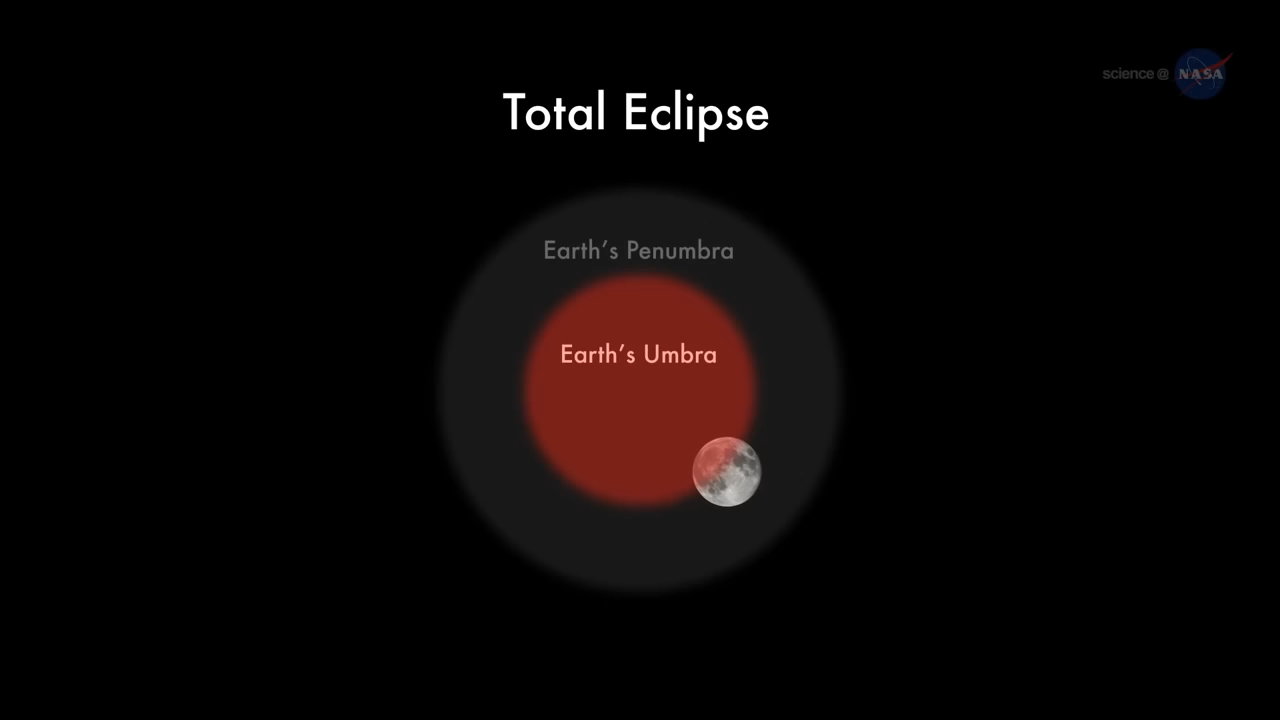 science@ NASA
Total Eclipse
Earth’s Penumbra
Earth’s Umbra